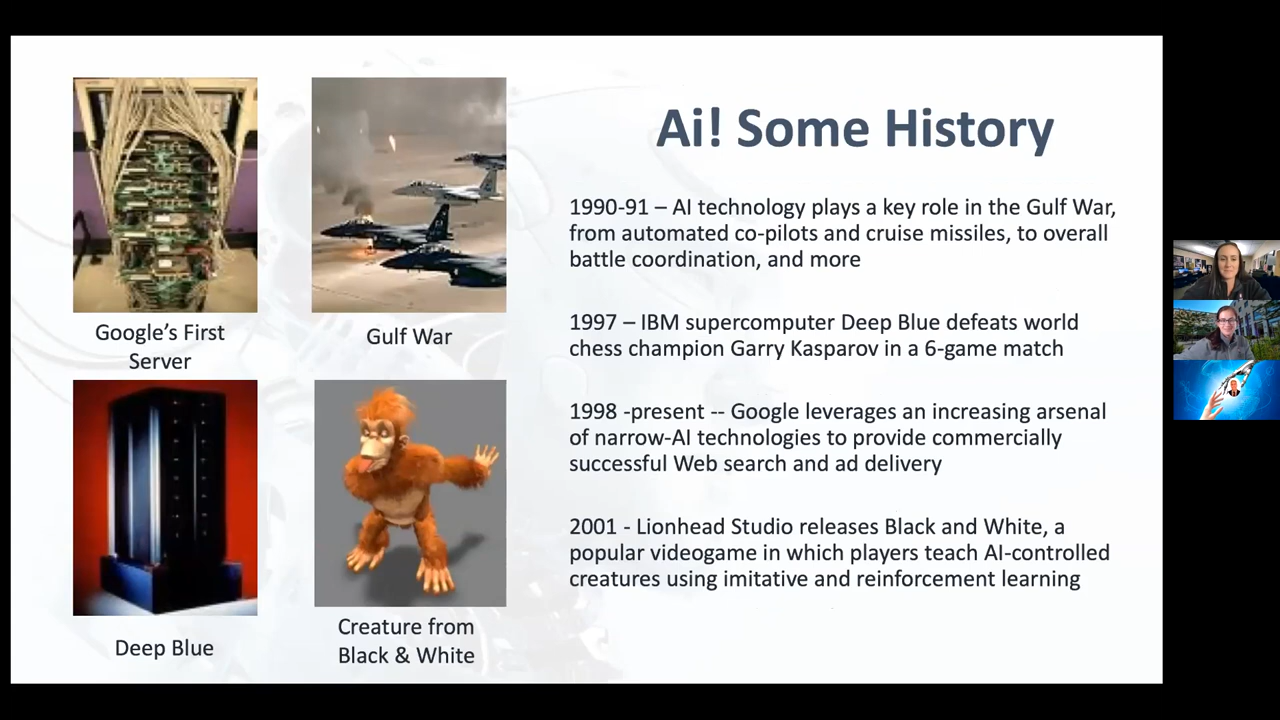 Ai! Some History
Google's First
Server
Gulf War
Deep Blue
Creature from
Black & White
1990-91 – AI technology plays a key role in the Gulf War,
from automated co-pilots and cruise missiles, to overall
battle coordination, and more
1997 – IBM supercomputer Deep Blue defeats world
chess champion Garry Kasparov in a 6-game match
1998 -present -- Google leverages an increasing arsenal
of narrow-AI technologies to provide commercially
successful Web search and ad delivery
2001 - Lionhead Studio releases Black and White, a
popular videogame in which players teach AI-controlled
creatures using imitative and reinforcement learning